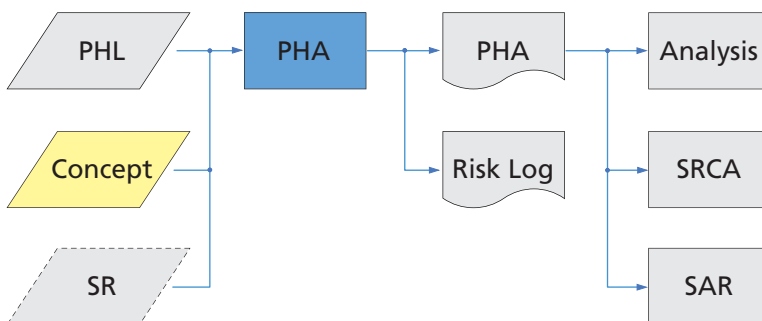 PHL
PHA
PHA
Analysis
Concept
Risk Log
SRCA
SR
SAR